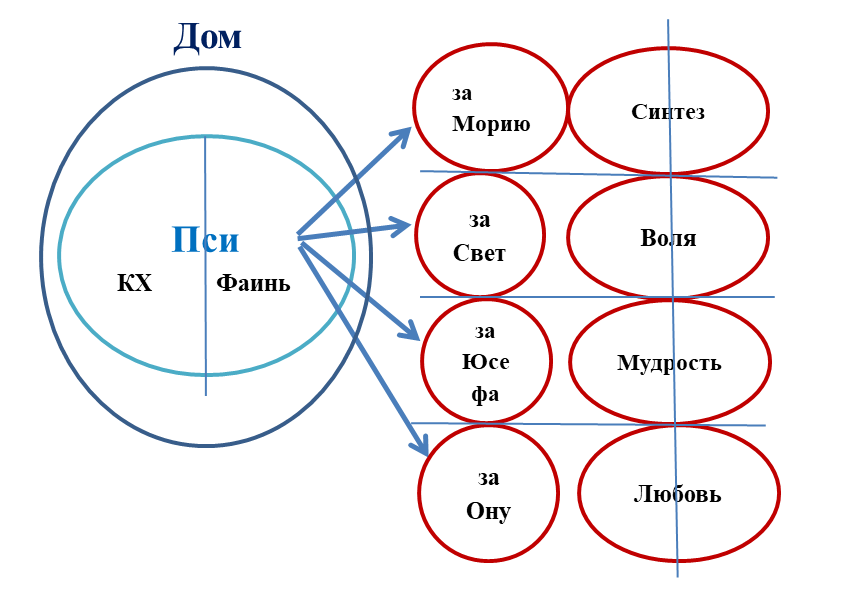 Дом
Пси
КХ
Фаинь
за
Морию
Синтез
за
Свет
Воля
за
Юсе
фа
Мудрость
за
Ону
Любовь